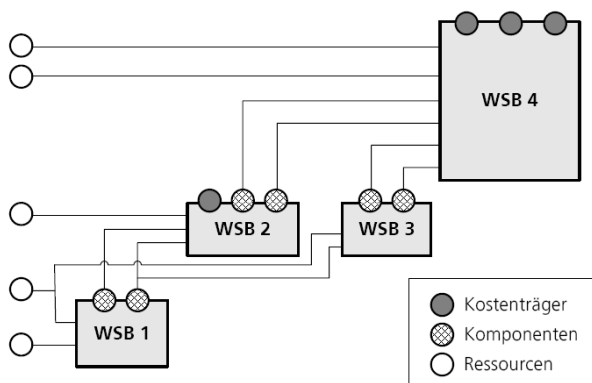 WSB 4
WSB 2
WSB 3
WSB 1
Kostenträger
Komponenten
Ressourcen